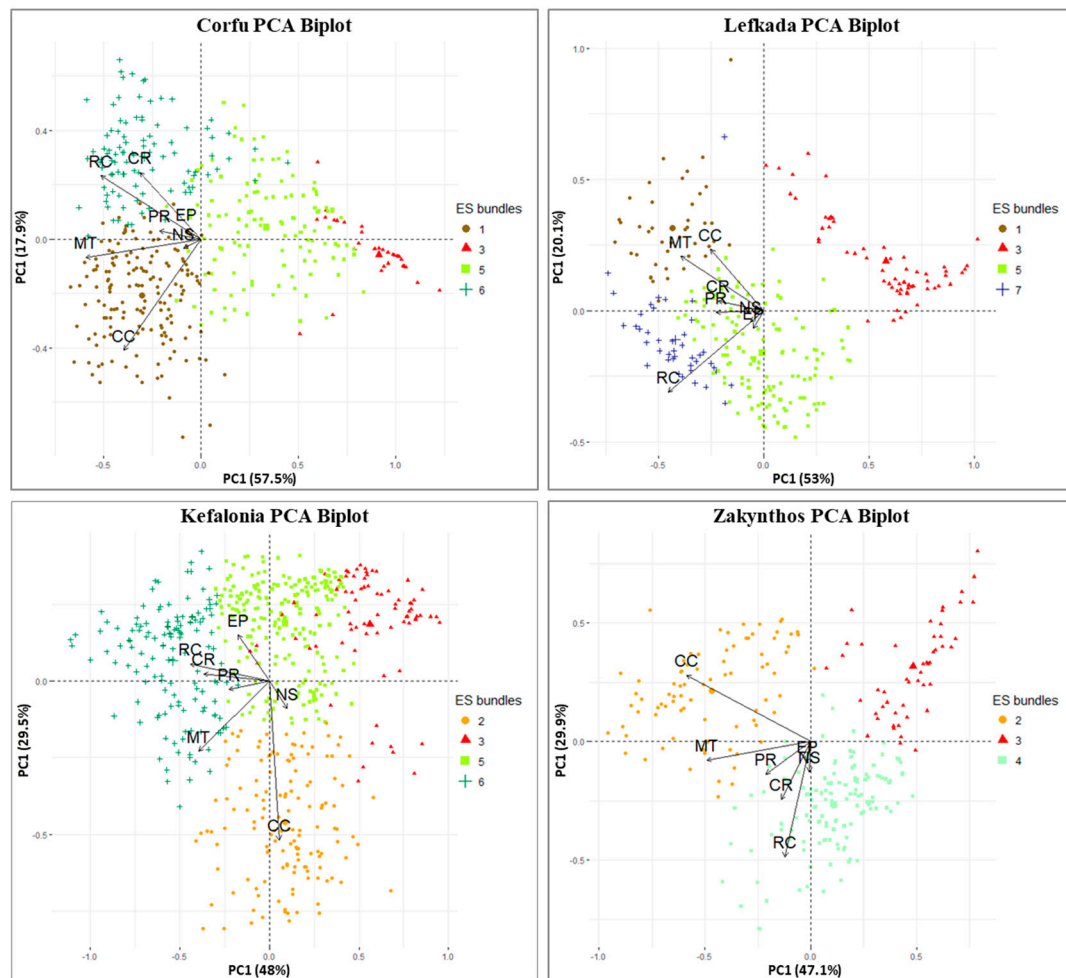 Corfu PCA Biplot
PC1 (17.9%)
0.4
0.0
-0.4
RC
CR
PR
EP
NS
MT
CC
-0.5
0.0
0.5
1.0
PC1 (57.5%)
ES bundles
1
3
5
6
Lefkada PCA Biplot
PC1 (20.1%)
1.0
0.5
0.0
-0.5
CC
MT
CR
PR
NS
EP
RC
-0.5
0.0
0.5
1.0
PC1 (53%)
ES bundles
1
3
5
7
Kefalonia PCA Biplot
PC1 (29.5%)
0.0
-0.5
EP
RC
CR
PR
NS
MT
CC
-1.0
-0.5
0.0
0.5
1.0
PC1 (48%)
ES bundles
2
3
5
6
Zakynthos PCA Biplot
PC1 (29.9%)
0.5
0.0
-0.5
CC
MT
EP
PR
NS
CR
RC
-1.0
-0.5
0.0
0.5
PC1 (47.1%)
ES bundles
2
3
4